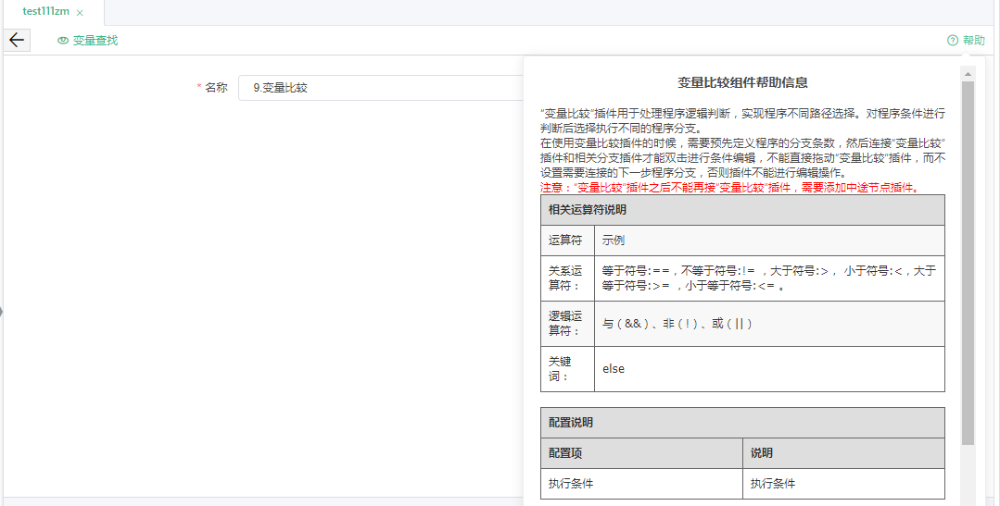 test111zm ×
变量查找
帮助
* 名称 9.变量比较
变量比较组件帮助信息
"变量比较"插件用于处理程序逻辑判断，实现程序不同路径选择。对程序条件进行
判断后选择执行不同的程序分支。
在使用变量比较插件的时候，需要预先定义程序的分支条数，然后连接"变量比较"
插件和相关分支插件才能双击进行条件编辑，不能直接拖动"变量比较"插件，而不
设置需要连接的下一步程序分支，否则插件不能进行编辑操作。
注意："变量比较"插件之后不能再接"变量比较"插件，需要添加中途节点插件。
相关运算符说明
运算符 示例
关系运
算符：
等于符号:==，不等于符号:!= ，大于符号:>， 小于符号:<，大于
等于符号:>= ，小于等于符号:<= 。
逻辑运
算符：
与（&&）、非（!）、或（||）
关键
词：
else
配置说明
配置项 说明
执行条件 执行条件